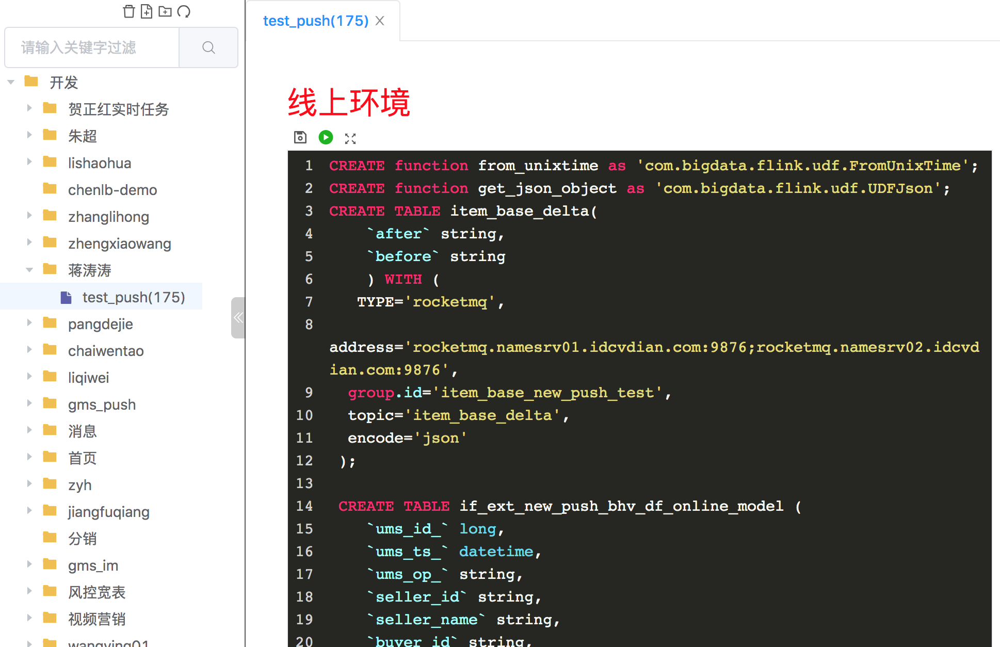 请输入关键字过滤
开发
贺正红实时任务
朱超
lishaohua
chenlb-demo
zhanglihong
zhengxiaowang
蒋涛涛
test_push(175)
pangdejie
chaiwentao
liqiwei
gms_push
消息
首页
zyh
jiangfuqiang
分销
gms_im
风控宽表
视频营销
wangying01
test_push(175)
线上环境
1 CREATE function from_unixtime as 'com.bigdata.flink.udf.FromUnixTime';
2 CREATE function get_json_object as 'com.bigdata.flink.udf.UDFJson';
3 CREATE TABLE item_base_delta(
4 `after` string,
5 `before` string
6 ) WITH (
7 TYPE='rocketmq',
8
address='rocketmq.namesrv01.idcvdian.com:9876;rocketmq.namesrv02.idcvd
ian.com:9876',
9 group.id='item_base_new_push_test',
10 topic='item_base_delta',
11 encode='json'
12 );
13
14 CREATE TABLE if_ext_new_push_bhv_df_online_model (
15 `ums_id_` long,
16 `ums_ts_` datetime,
17 `ums_op_` string,
18 `seller_id` string,
19 `seller_name` string,
20 `buyer_id` string,